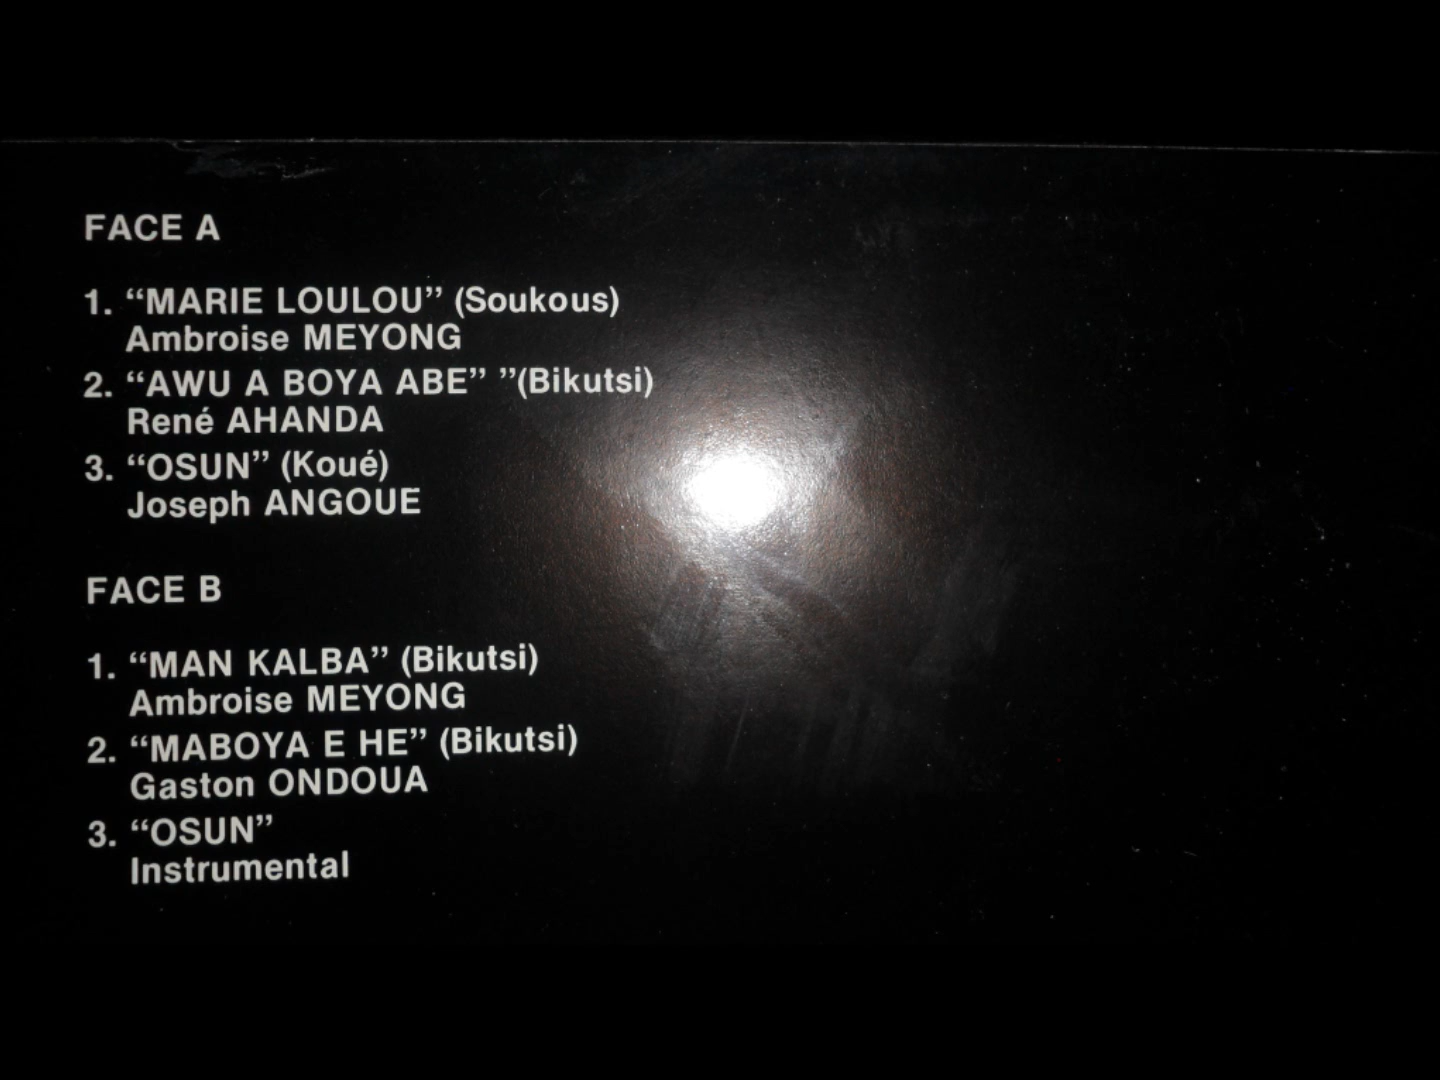 FACE A
1. “MARIE LOULOU” (Soukous)
Ambroise MEYONG
2. “AWU A BOYA ABE” ”(Bikutsi)
René AHANDA
3. “OSUN” (Koué)
Joseph ANGOUE
FACE B
1. “MAN KALBA” (Bikutsi)
Ambroise MEYONG
2. “MABOYA E HE” (Bikutsi)
Gaston ONDOUA
3. “OSUN”
Instrumental